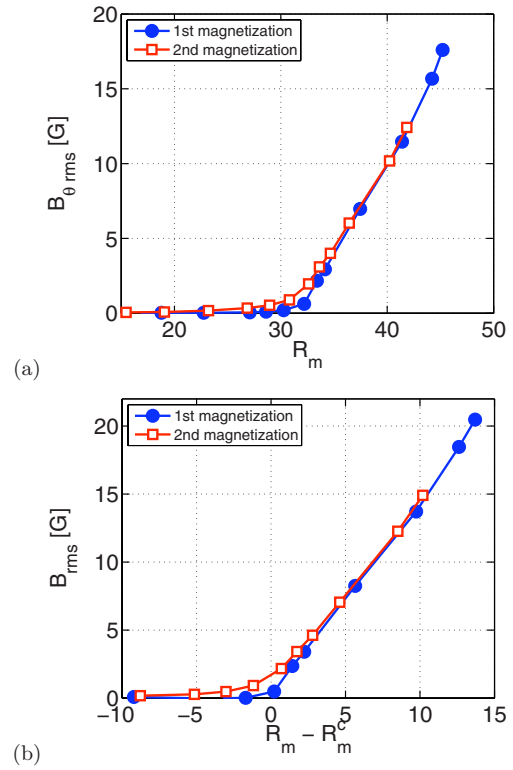 20
15
10
5
0
B_θ rms [G]
1st magnetization
2nd magnetization
20 30 40 50
R_m
(a)
20
15
10
5
0
B_rms [G]
1st magnetization
2nd magnetization
−10 −5 0 5 10 15
R_m − R_m^c
(b)